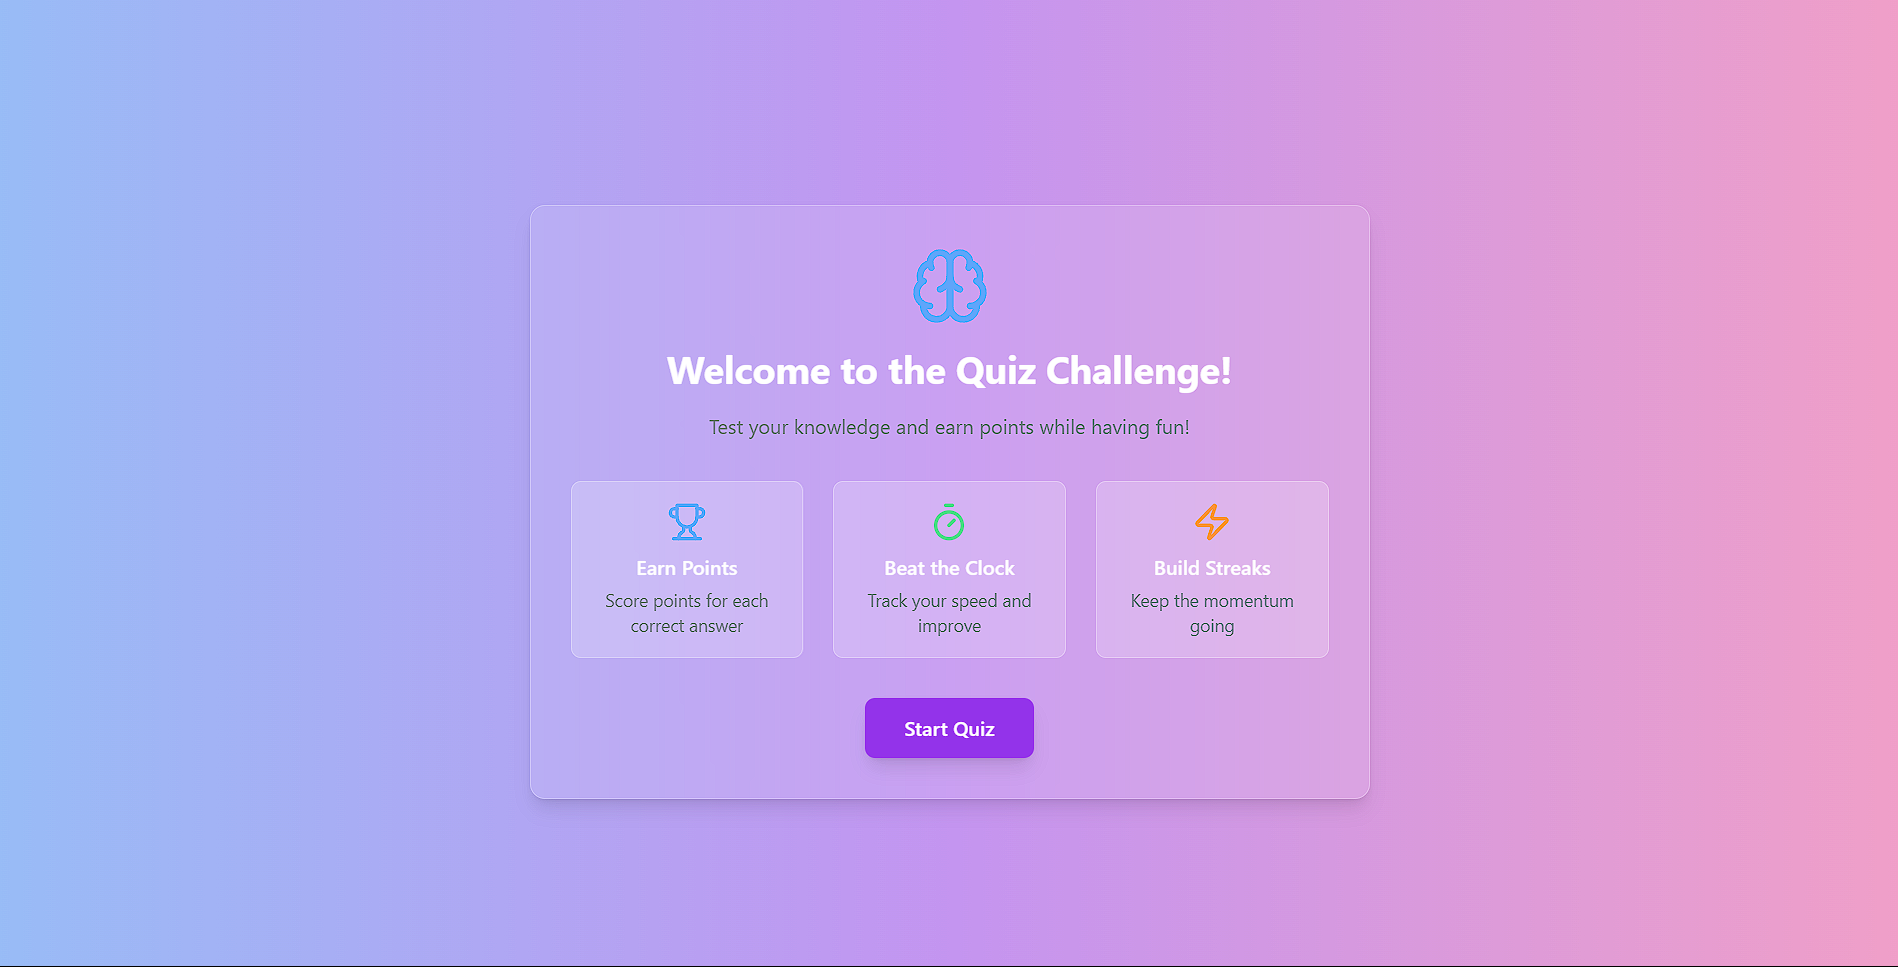 Welcome to the Quiz Challenge!
Test your knowledge and earn points while having fun!
Earn Points
Score points for each
correct answer
Beat the Clock
Track your speed and
improve
Build Streaks
Keep the momentum
going
Start Quiz